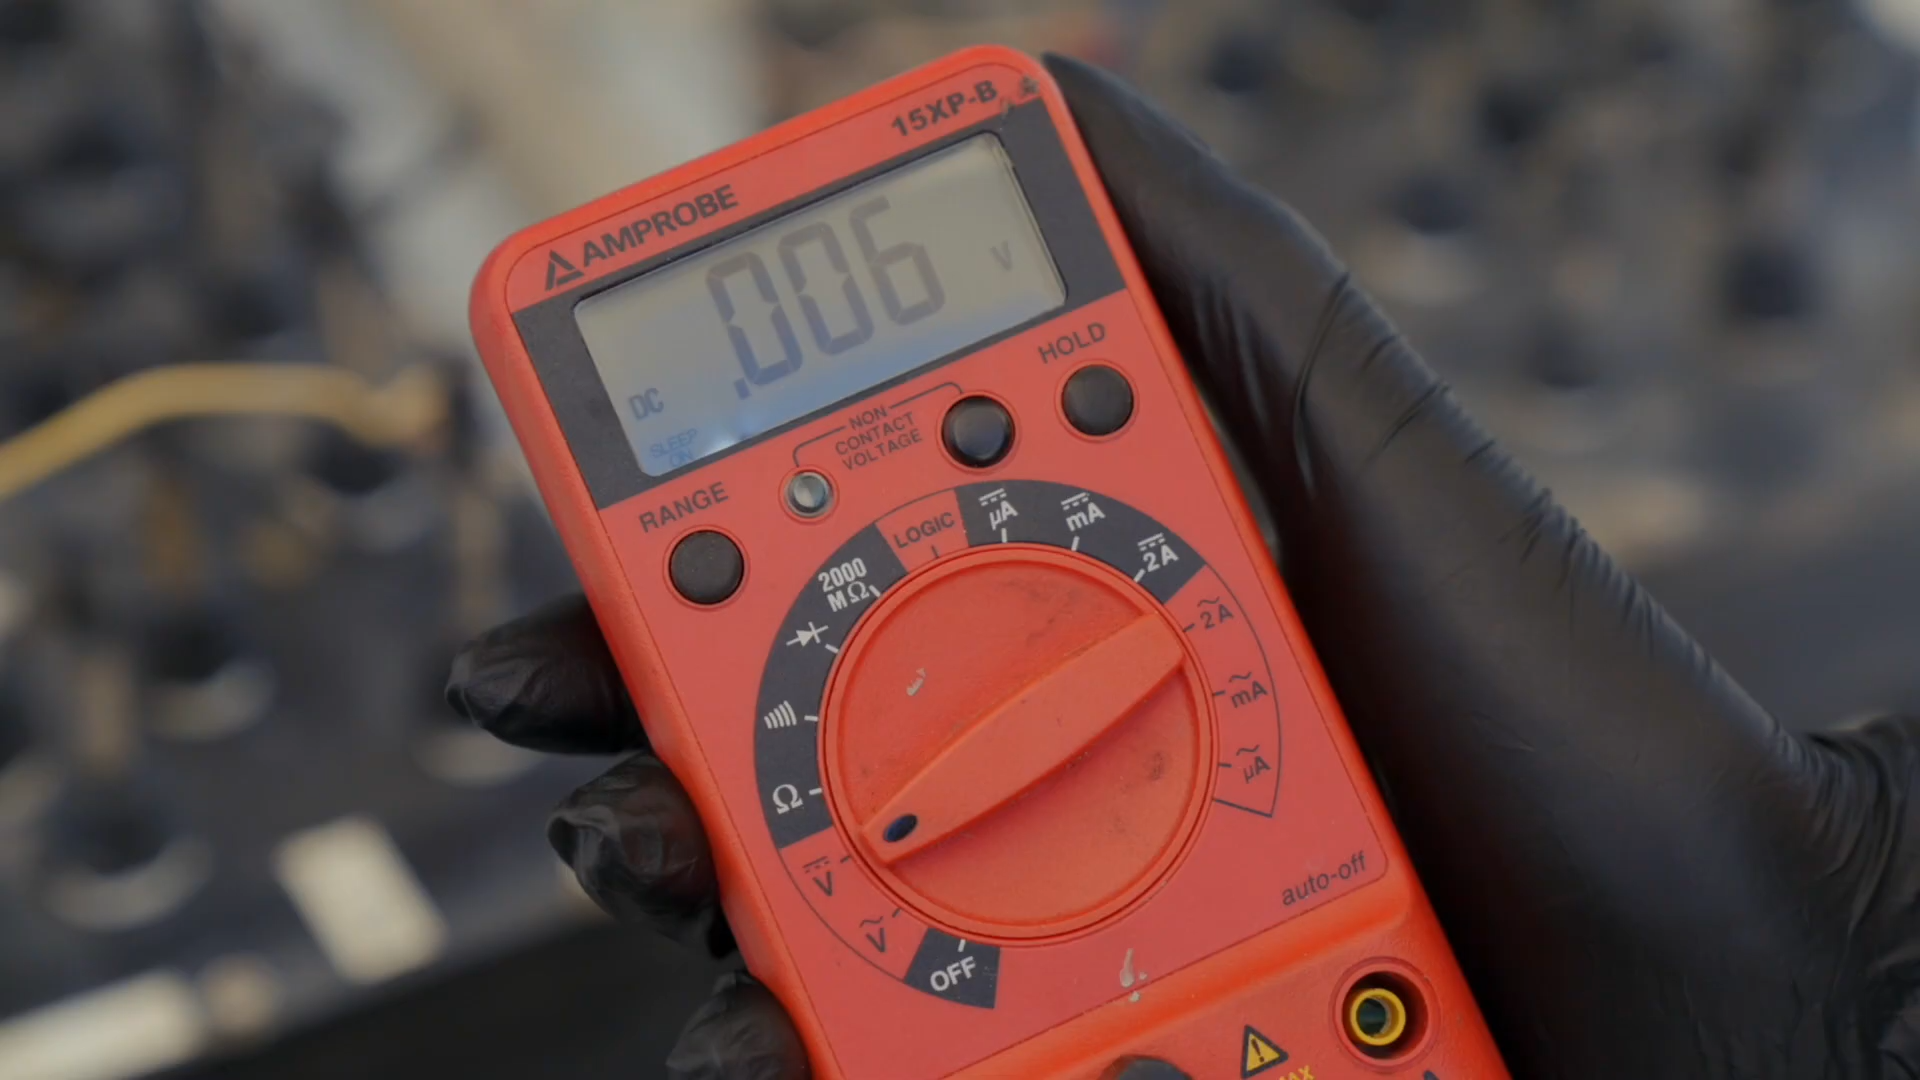 15XP-B
AMPROBE
.006 V
DC
SLEEP
ON
HOLD
NON
CONTACT
VOLTAGE
RANGE
LOGIC
µA
mA
2A
2000
MΩ
2A
mA
µA
Ω
V
V
OFF
auto-off
MAX
A